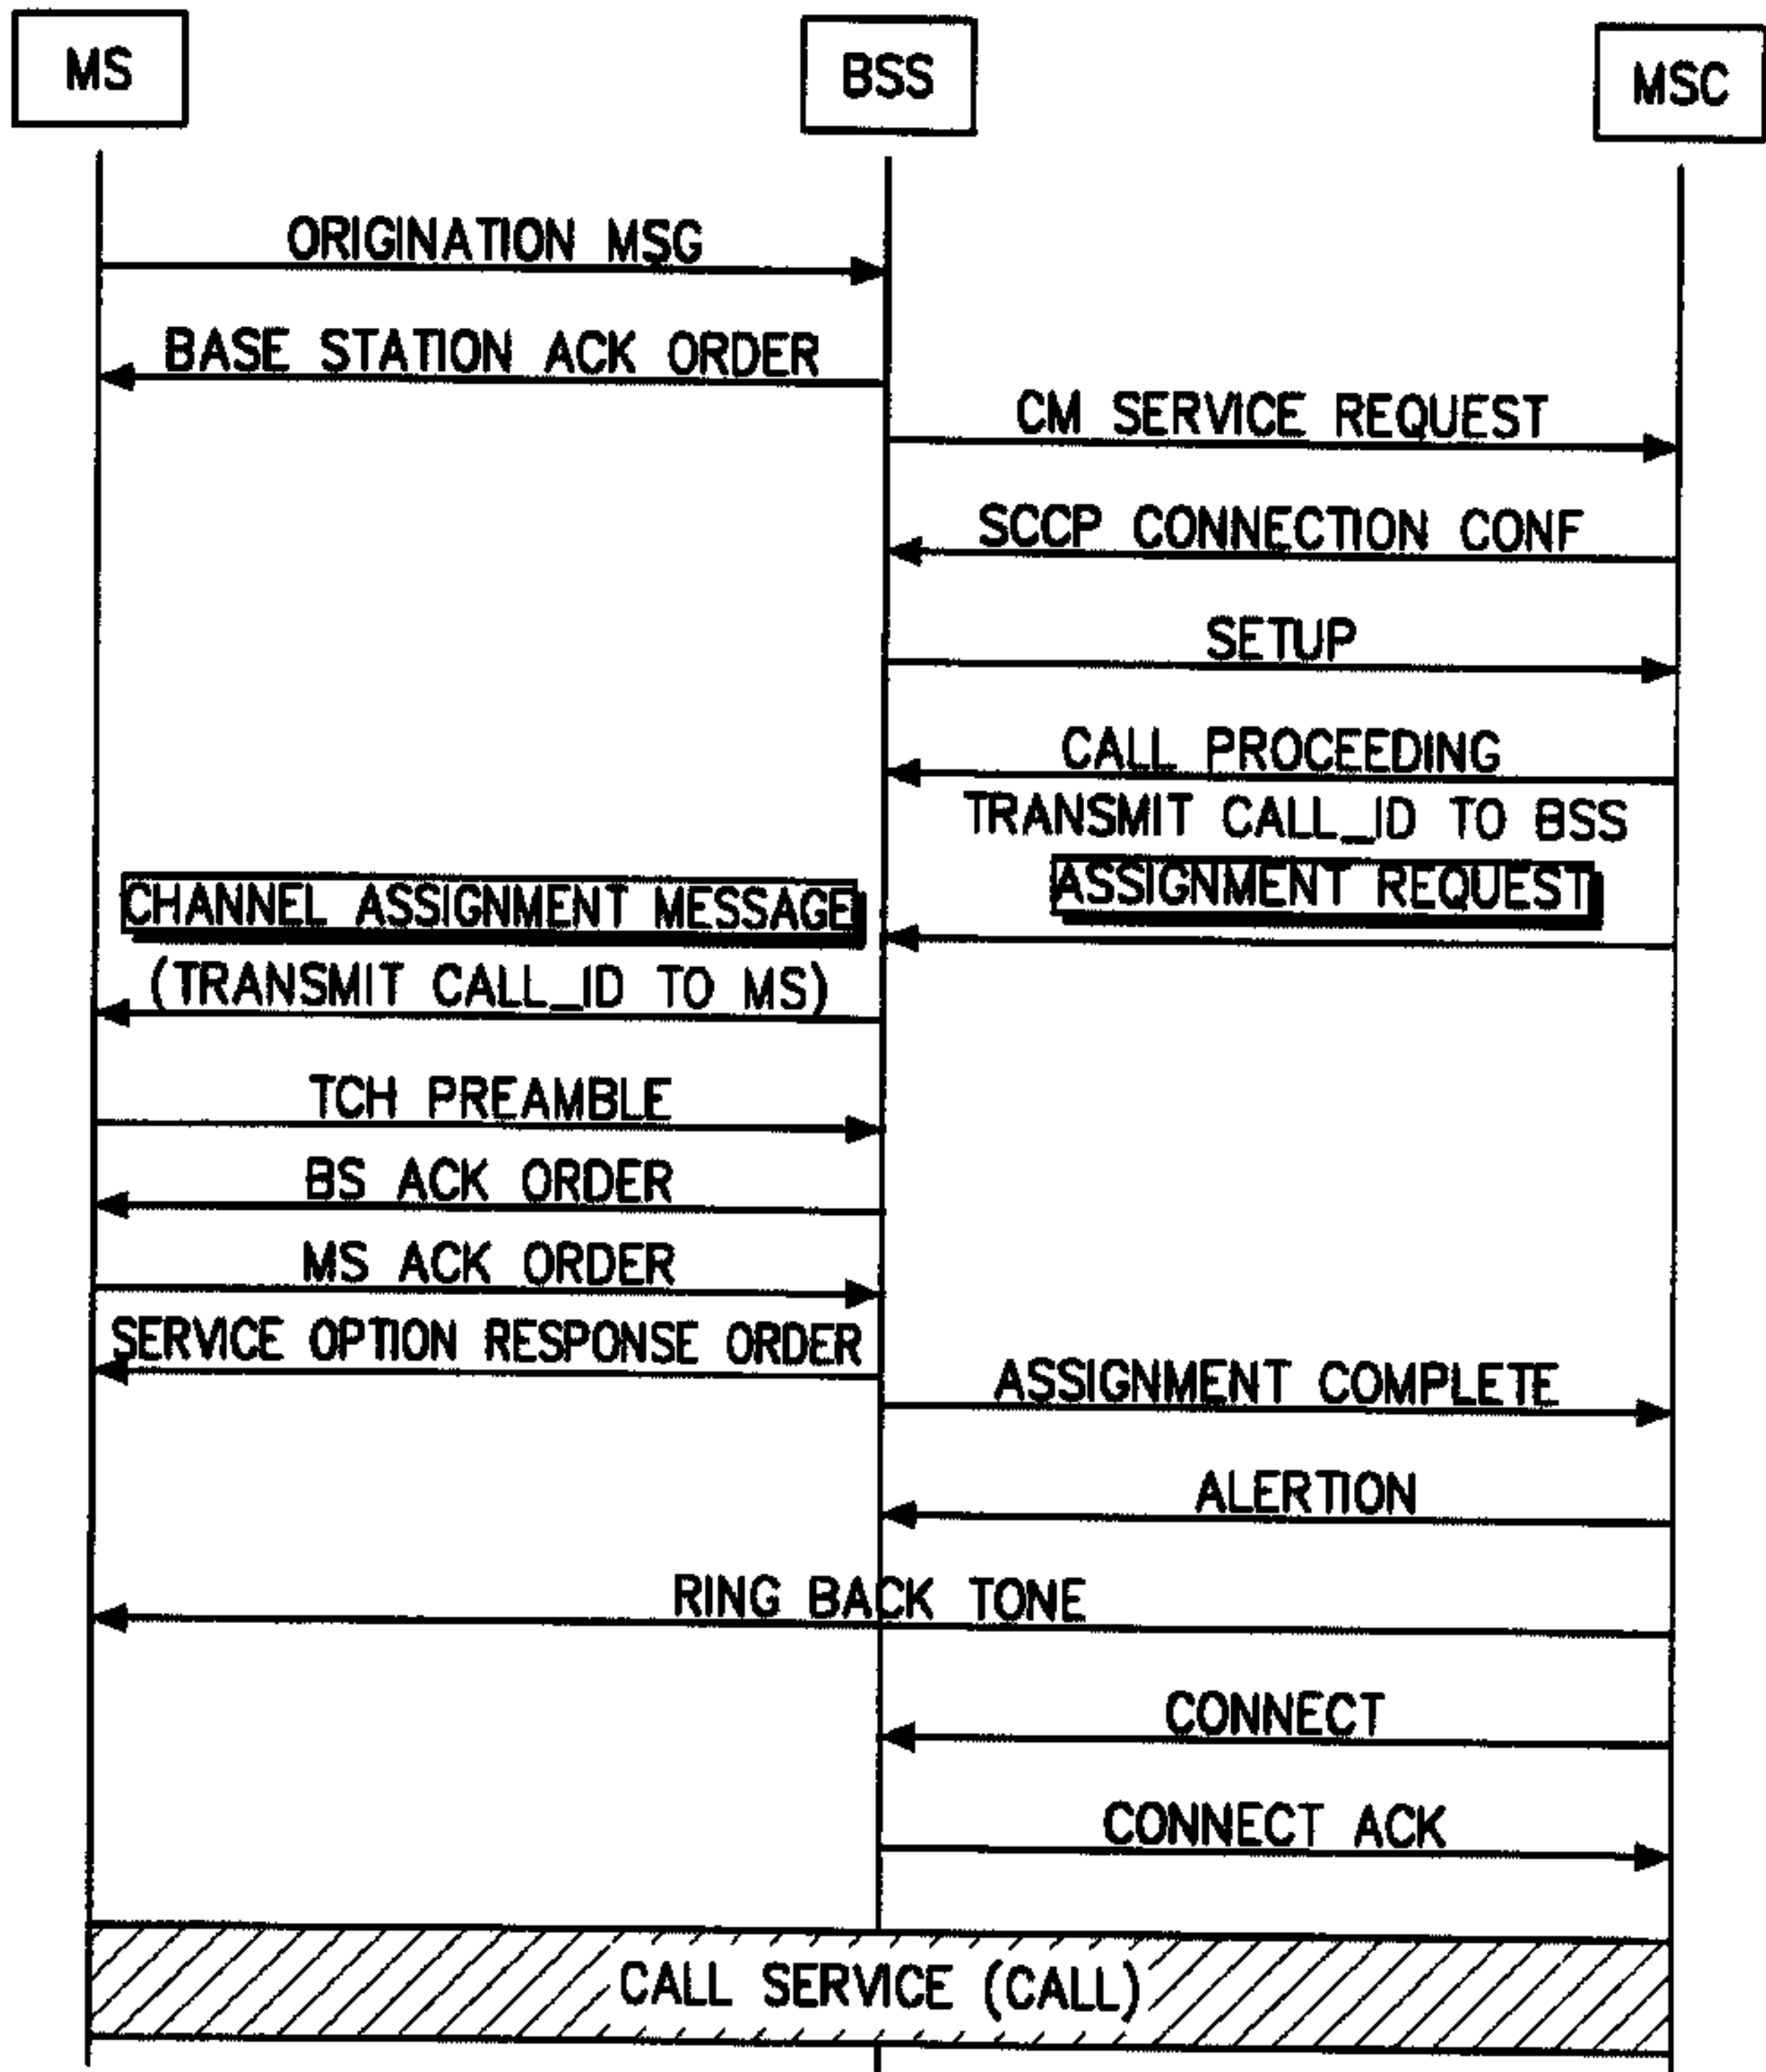 MS
BSS
MSC
ORIGINATION MSG
BASE STATION ACK ORDER
CM SERVICE REQUEST
SCCP CONNECTION CONF
SETUP
CALL PROCEEDING
TRANSMIT CALL_ID TO BSS
ASSIGNMENT REQUEST
CHANNEL ASSIGNMENT MESSAGE
(TRANSMIT CALL_ID TO MS)
TCH PREAMBLE
BS ACK ORDER
MS ACK ORDER
SERVICE OPTION RESPONSE ORDER
ASSIGNMENT COMPLETE
ALERTION
RING BACK TONE
CONNECT
CONNECT ACK
CALL SERVICE (CALL)